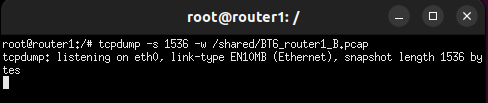 root@router1: /
root@router1:/# tcpdump -s 1536 -w /shared/BT6_router1_B.pcap
tcpdump: listening on eth0, link-type EN10MB (Ethernet), snapshot length 1536 by
tes